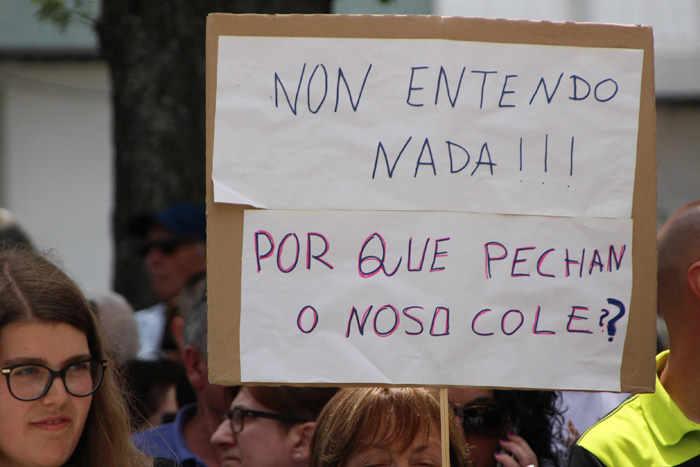 NON ENTENDO
NADA!!!
POR QUE PECHAN
O NOSO COLE??